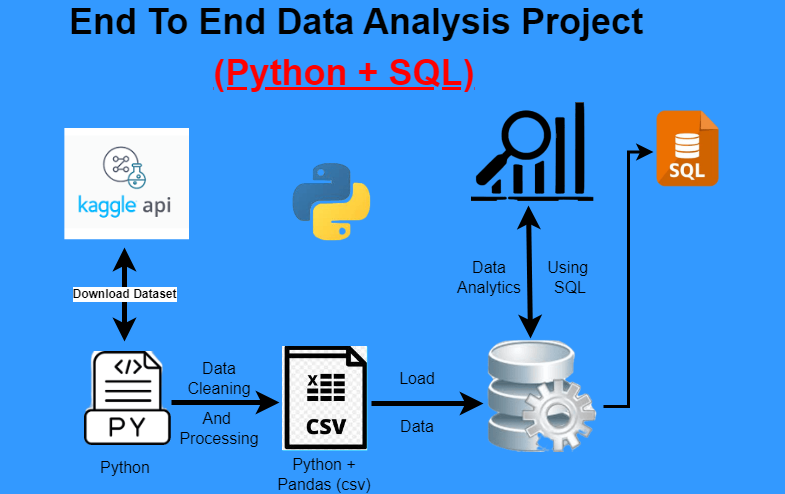 End To End Data Analysis Project
(Python + SQL)
kaggle api
SQL
Data
Analytics
Using
SQL
Download Dataset
</>
PY
Python
Data
Cleaning
And
Processing
X
CSV
Python +
Pandas (csv)
Load
Data